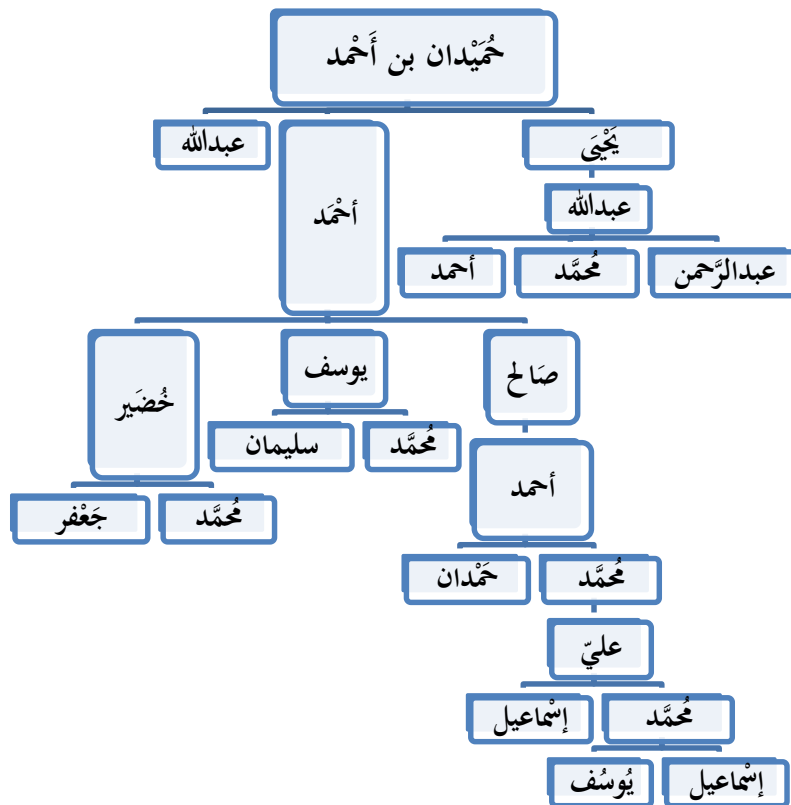 حُمَيْدان بن أَحْمد
يَحْيَى
أحْمَد
عبدالله
عبدالله
عبدالرَّحمن
مُحمَّد
أحمد
صَالح
يوسف
خُضَير
مُحمَّد
سليمان
أحمد
مُحمَّد
جَعْفر
مُحمَّد
حَمْدان
عليّ
مُحمَّد
إسْماعيل
إسْماعيل
يُوسُف